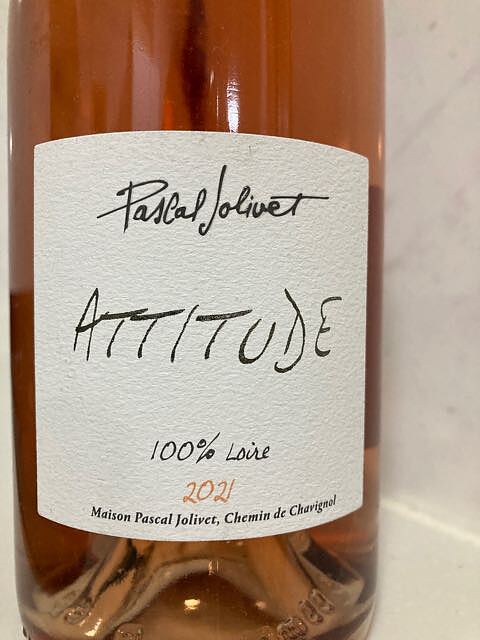 Pascal Jolivet
ATTITUDE
100% Loire
2021
Maison Pascal Jolivet, Chemin de Chavignol